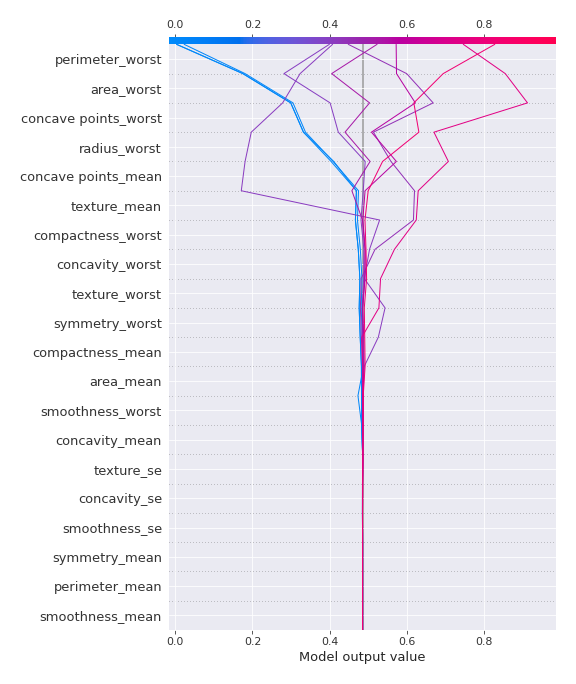 0.0 0.2 0.4 0.6 0.8
perimeter_worst
area_worst
concave points_worst
radius_worst
concave points_mean
texture_mean
compactness_worst
concavity_worst
texture_worst
symmetry_worst
compactness_mean
area_mean
smoothness_worst
concavity_mean
texture_se
concavity_se
smoothness_se
symmetry_mean
perimeter_mean
smoothness_mean
0.0 0.2 0.4 0.6 0.8
Model output value